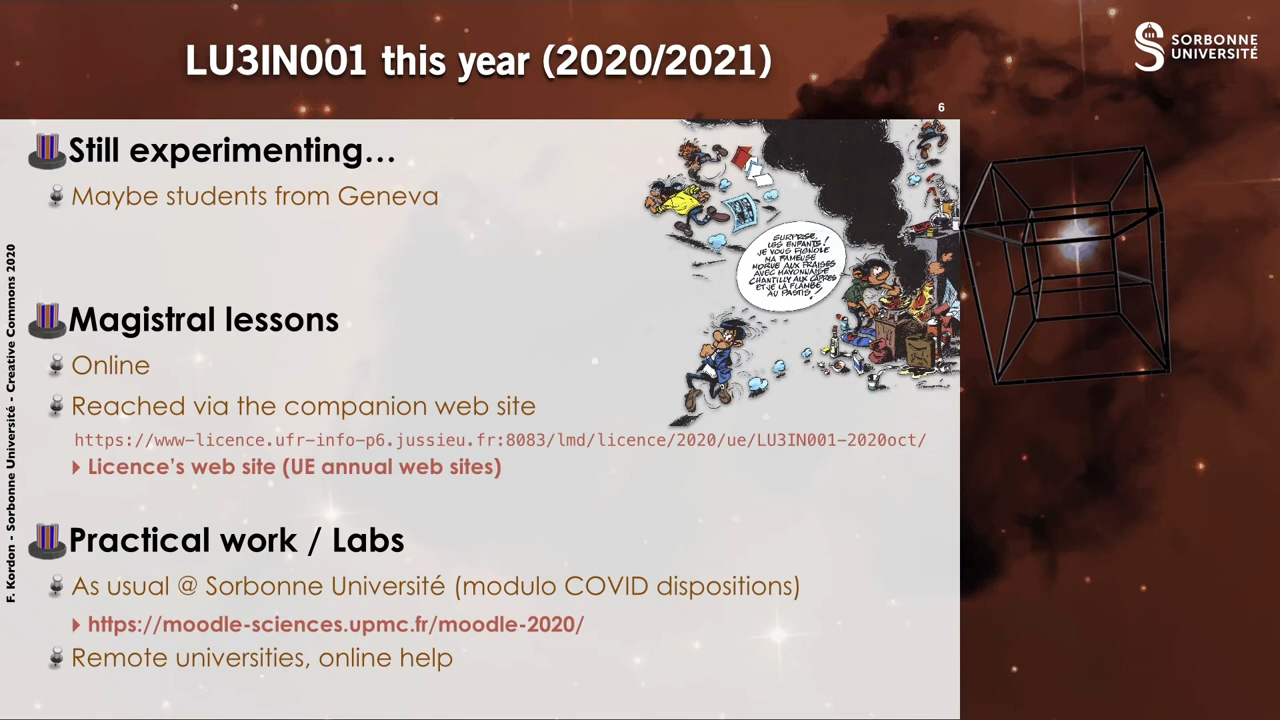 LU3IN001 this year (2020/2021)
SORBONNE
UNIVERSITÉ
6
Still experimenting…
Maybe students from Geneva
SURPRISE,
LES ENFANTS!
JE VOUS FIGNOLE
MA FAMEUSE
MORUE AUX FRAISES
AVEC MAYONNAISE
CHANTILLY AUX CÂPRES
ET JE LA FLAMBE
AU PASTIS!
Magistral lessons
Online
Reached via the companion web site
https://www-licence.ufr-info-p6.jussieu.fr:8083/lmd/licence/2020/ue/LU3IN001-2020oct/
Licence's web site (UE annual web sites)
Practical work / Labs
As usual @ Sorbonne Université (modulo COVID dispositions)
https://moodle-sciences.upmc.fr/moodle-2020/
Remote universities, online help
F. Kordon - Sorbonne Université - Creative Commons 2020